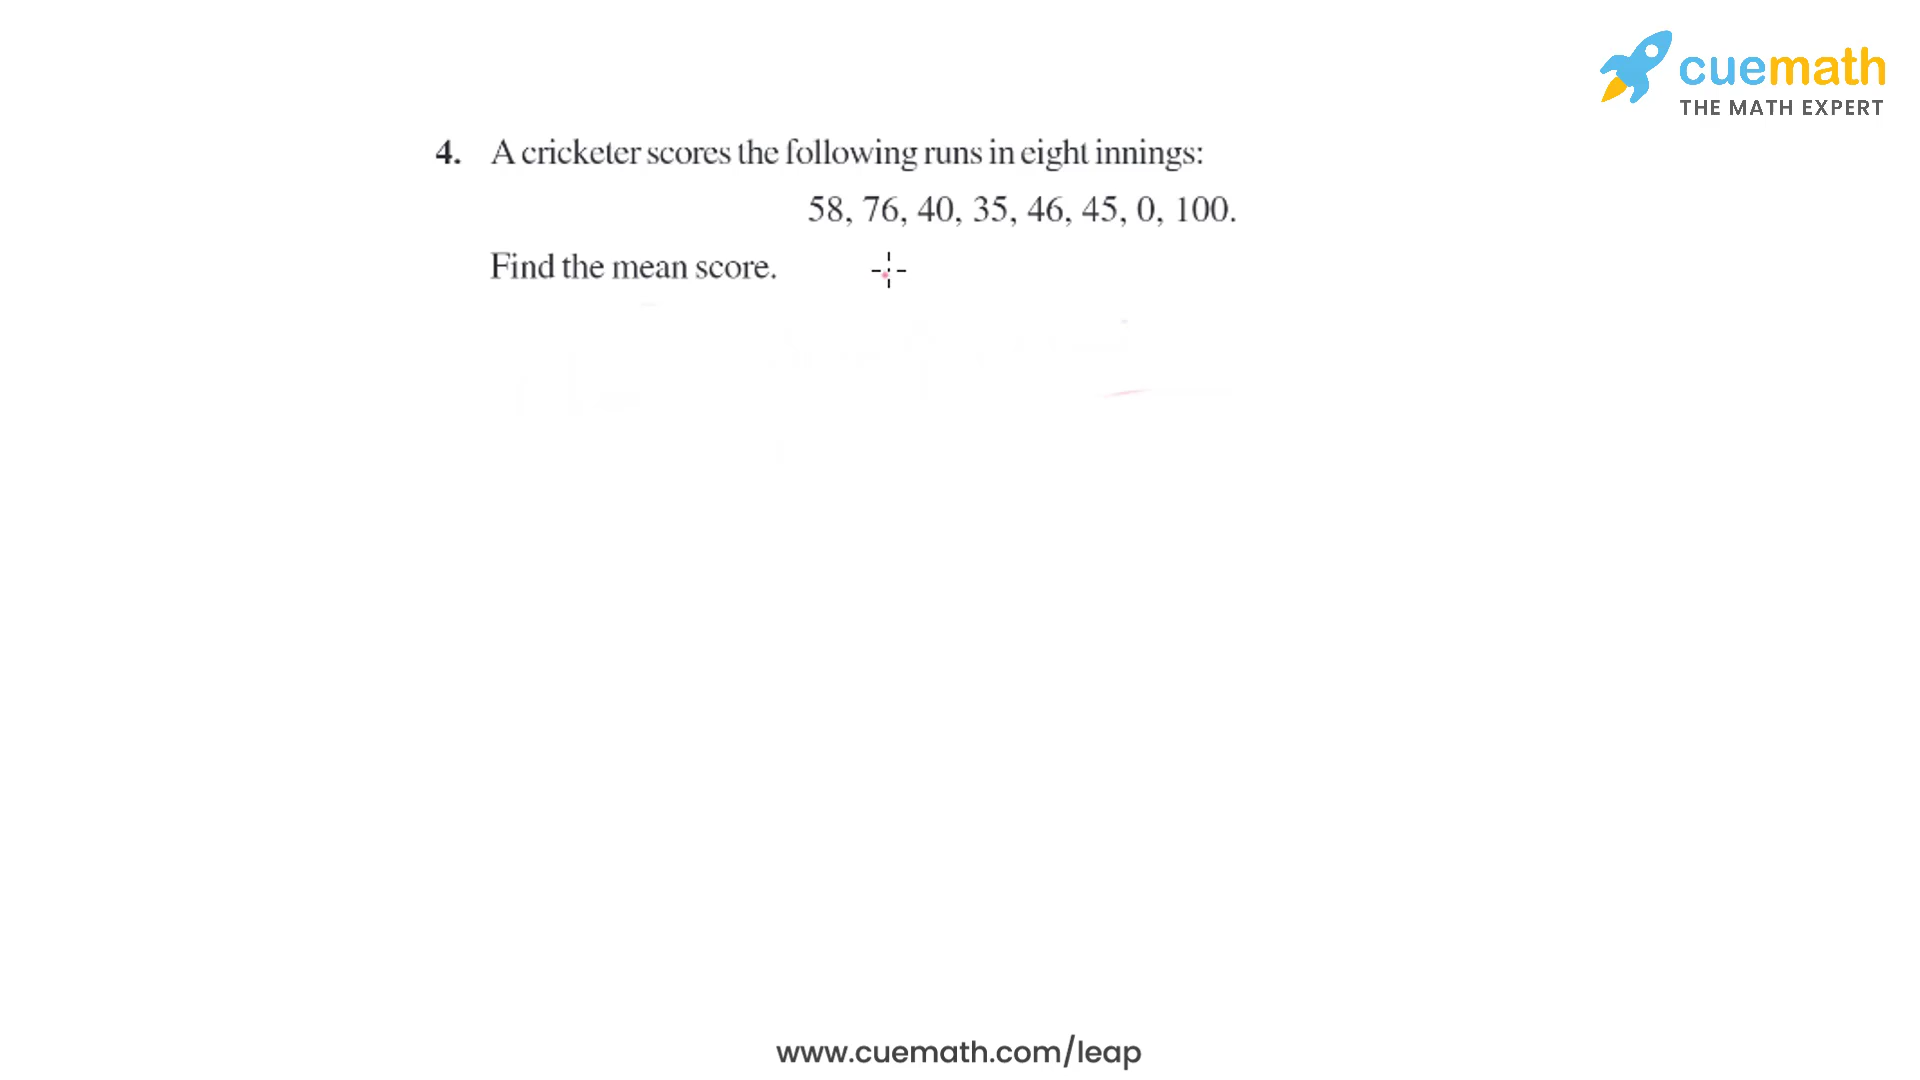 cuemath
THE MATH EXPERT
4. A cricketer scores the following runs in eight innings:
58, 76, 40, 35, 46, 45, 0, 100.
Find the mean score.
www.cuemath.com/leap